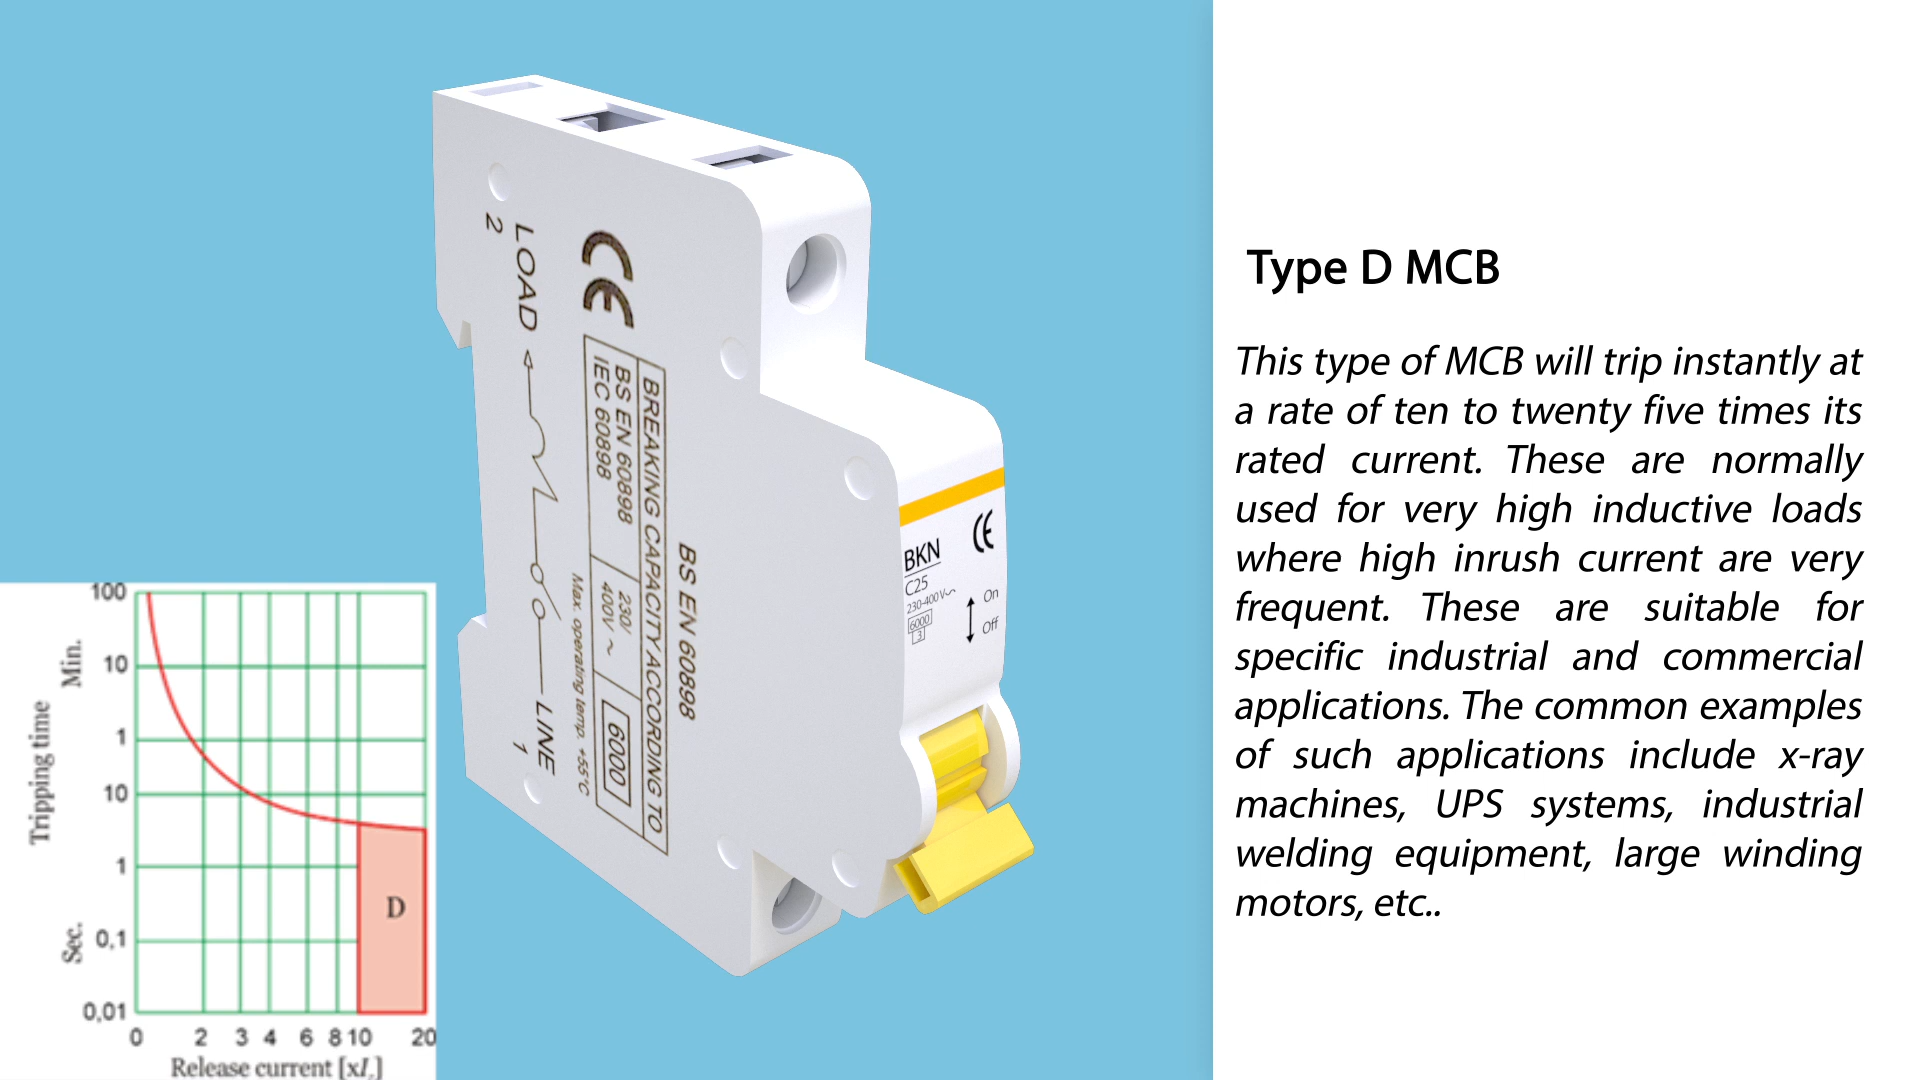 Type D MCB
This type of MCB will trip instantly at
a rate of ten to twenty five times its
rated current. These are normally
used for very high inductive loads
where high inrush current are very
frequent. These are suitable for
specific industrial and commercial
applications. The common examples
of such applications include x-ray
machines, UPS systems, industrial
welding equipment, large winding
motors, etc..
CE
LOAD
2
BS EN 60898
BREAKING CAPACITY ACCORDING TO
BS EN 60898
IEC 60898
230/
400V ~
6000
Max. operating temp. +55°C
LINE
1
CE
BKN
C25
230-400 V~
6000
3
On
Off
Tripping time
Min.
Sec.
100
10
1
10
1
0,1
0,01
D
0 2 3 4 6 8 10 20
Release current